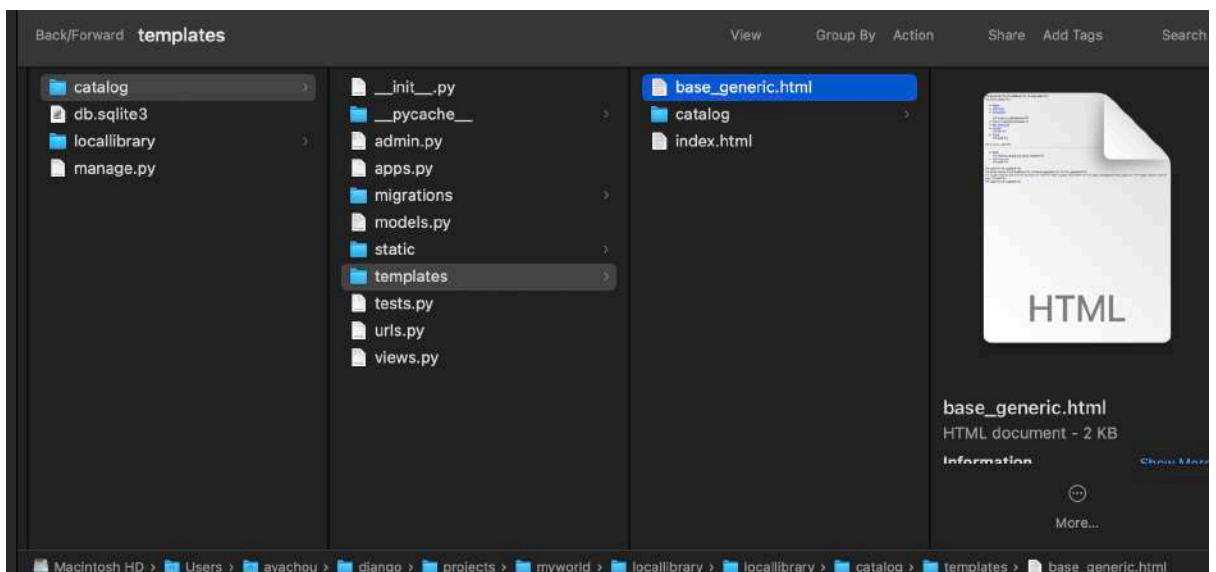 Back/Forward templates View Group By Action Share Add Tags Search
catalog
db.sqlite3
locallibrary
manage.py
__init__.py
__pycache__
admin.py
apps.py
migrations
models.py
static
templates
tests.py
urls.py
views.py
base_generic.html
catalog
index.html
HTML
base_generic.html
HTML document - 2 KB
Information Show More
More...
Macintosh HD › Users › avachou › django › projects › myworld › locallibrary › locallibrary › catalog › templates › base_generic.html